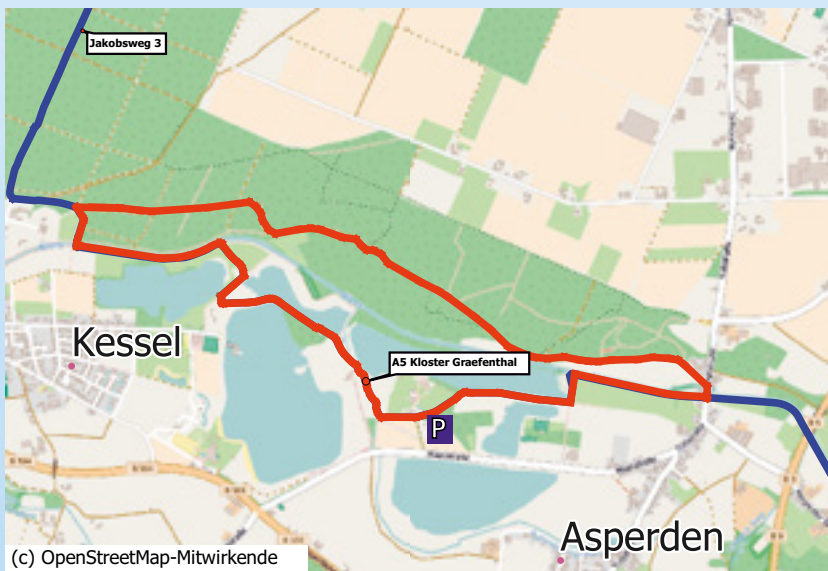 Jakobsweg 3
Kessel
A5 Kloster Graefenthal
P
Asperden
(c) OpenStreetMap-Mitwirkende